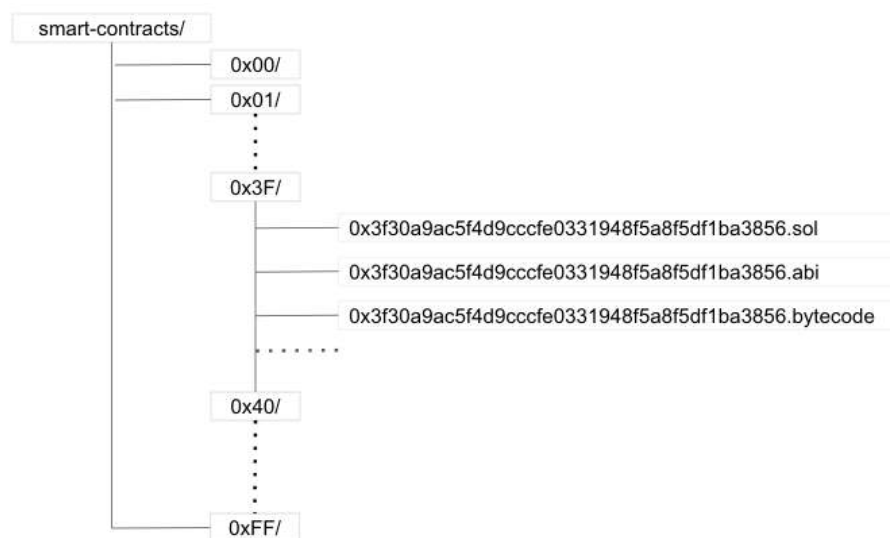 smart-contracts/
0x00/
0x01/
0x3F/
0x3f30a9ac5f4d9cccfe0331948f5a8f5df1ba3856.sol
0x3f30a9ac5f4d9cccfe0331948f5a8f5df1ba3856.abi
0x3f30a9ac5f4d9cccfe0331948f5a8f5df1ba3856.bytecode
0x40/
0xFF/